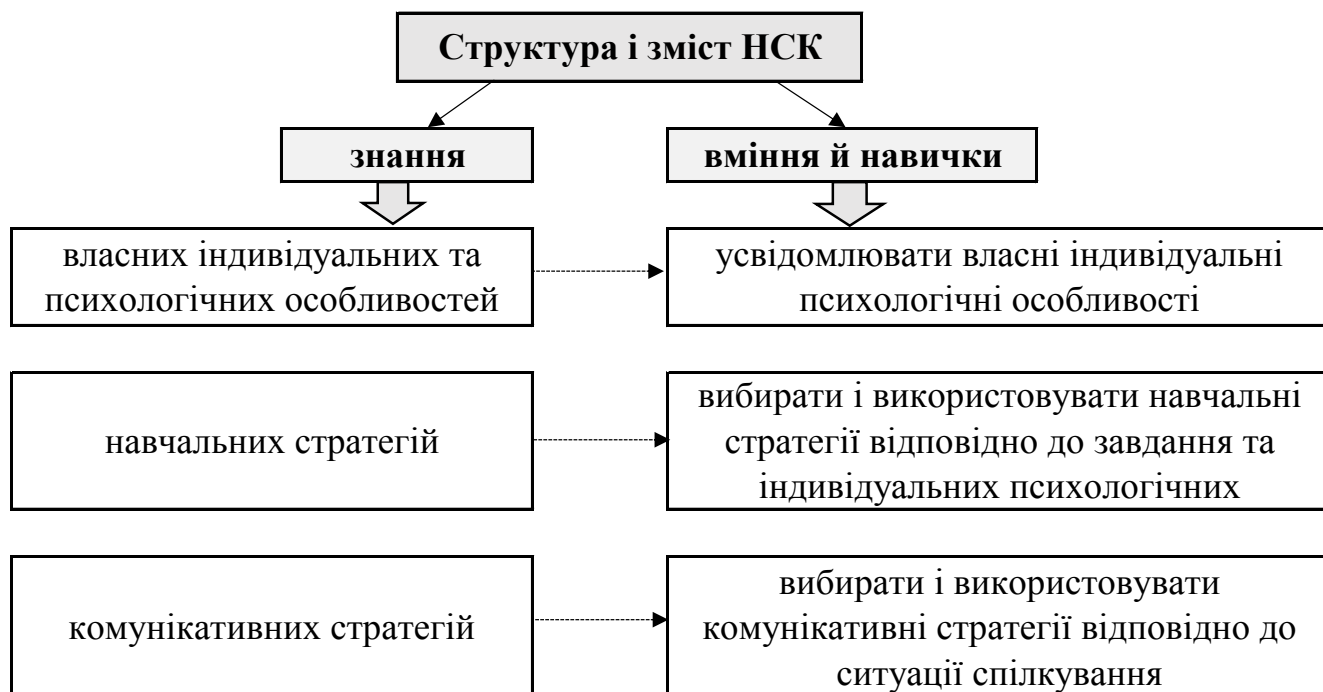 Структура і зміст НСК
знання
вміння й навички
власних індивідуальних та
психологічних особливостей
усвідомлювати власні індивідуальні
психологічні особливості
навчальних стратегій
вибирати і використовувати навчальні
стратегії відповідно до завдання та
індивідуальних психологічних
комунікативних стратегій
вибирати і використовувати
комунікативні стратегії відповідно до
ситуації спілкування